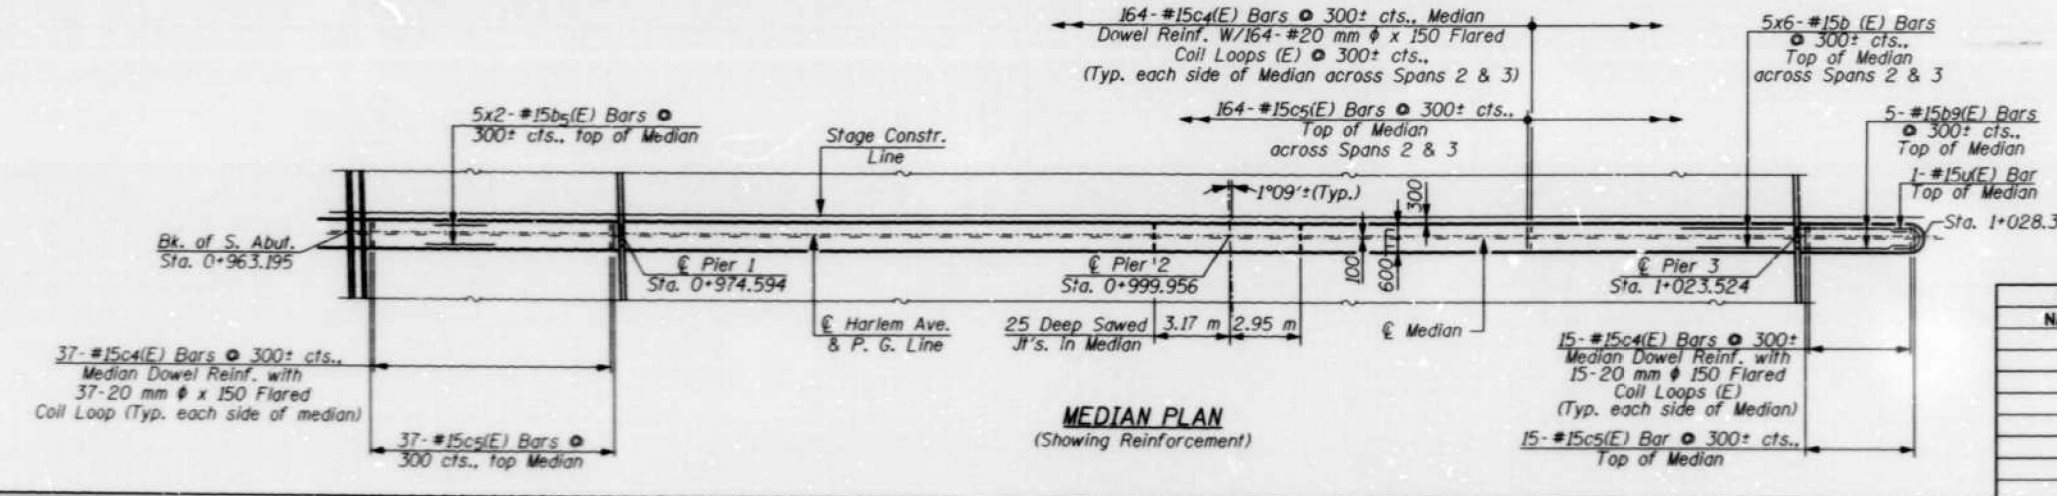 164-#15c4(E) Bars @ 300± cts., Median
Dowel Reinf. W/164-#20 mm ϕ x 150 Flared
Coil Loops (E) @ 300± cts.,
(Typ. each side of Median across Spans 2 & 3)
5x6-#15b (E) Bars
@ 300± cts.,
Top of Median
across Spans 2 & 3
5x2-#15b5(E) Bars @
300± cts., top of Median
Stage Constr.
Line
164-#15c5(E) Bars @ 300± cts.,
Top of Median
across Spans 2 & 3
5-#15b9(E) Bars
@ 300± cts.,
Top of Median
1-#15u(E) Bar
Top of Median
1°09'±(Typ.)
300
Sta. 1+028.3
Bk. of S. Abut.
Sta. 0+963.195
℄ Pier 1
Sta. 0+974.594
℄ Pier 2
Sta. 0+999.956
100
600
℄ Pier 3
Sta. 1+023.524
℄ Harlem Ave.
& P. G. Line
25 Deep Sawed
Jt's. in Median
3.17 m
2.95 m
℄ Median
37-#15c4(E) Bars @ 300± cts.,
Median Dowel Reinf. with
37-20 mm ϕ x 150 Flared
Coil Loop (Typ. each side of median)
15-#15c4(E) Bars @ 300±
Median Dowel Reinf. with
15-20 mm ϕ 150 Flared
Coil Loops (E)
(Typ. each side of Median)
37-#15c5(E) Bars @
300 cts., top Median
MEDIAN PLAN
(Showing Reinforcement)
15-#15c5(E) Bar @ 300± cts.,
Top of Median